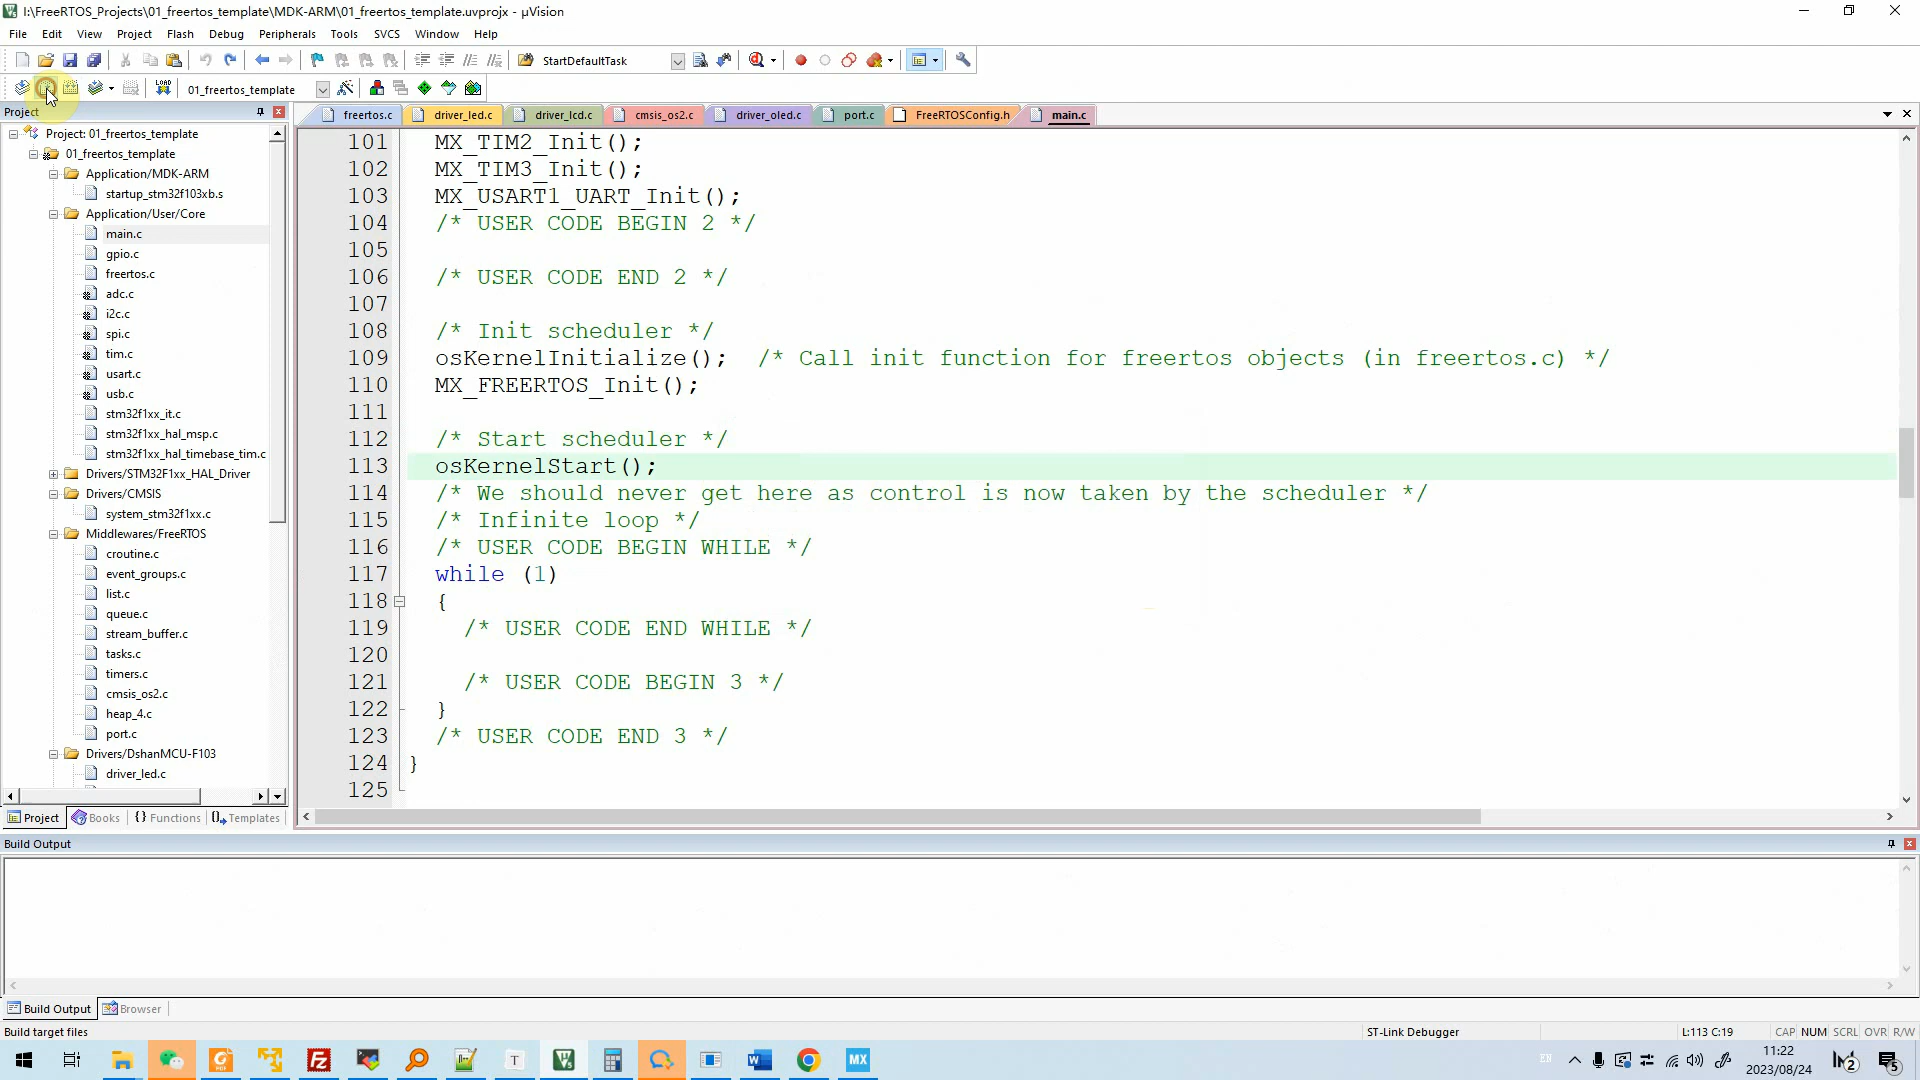 I:\FreeRTOS_Projects\01_freertos_template\MDK-ARM\01_freertos_template.uvprojx - µVision
File Edit View Project Flash Debug Peripherals Tools SVCS Window Help
StartDefaultTask
LOAD 01_freertos_template
Project
freertos.c driver_led.c driver_lcd.c cmsis_os2.c driver_oled.c port.c FreeRTOSConfig.h main.c
Project: 01_freertos_template
01_freertos_template
Application/MDK-ARM
startup_stm32f103xb.s
Application/User/Core
main.c
gpio.c
freertos.c
adc.c
i2c.c
spi.c
tim.c
usart.c
usb.c
stm32f1xx_it.c
stm32f1xx_hal_msp.c
stm32f1xx_hal_timebase_tim.c
Drivers/STM32F1xx_HAL_Driver
Drivers/CMSIS
system_stm32f1xx.c
Middlewares/FreeRTOS
croutine.c
event_groups.c
list.c
queue.c
stream_buffer.c
tasks.c
timers.c
cmsis_os2.c
heap_4.c
port.c
Drivers/DshanMCU-F103
driver_led.c
Project Books {} Functions Templates
101 MX_TIM2_Init();
102 MX_TIM3_Init();
103 MX_USART1_UART_Init();
104 /* USER CODE BEGIN 2 */
105
106 /* USER CODE END 2 */
107
108 /* Init scheduler */
109 osKernelInitialize(); /* Call init function for freertos objects (in freertos.c) */
110 MX_FREERTOS_Init();
111
112 /* Start scheduler */
113 osKernelStart();
114 /* We should never get here as control is now taken by the scheduler */
115 /* Infinite loop */
116 /* USER CODE BEGIN WHILE */
117 while (1)
118 {
119 /* USER CODE END WHILE */
120
121 /* USER CODE BEGIN 3 */
122 }
123 /* USER CODE END 3 */
124 }
125
Build Output
Build Output Browser
Build target files ST-Link Debugger L:113 C:19 CAP NUM SCRL OVR R/W
MX
EN
11:22
2023/08/24
2
5